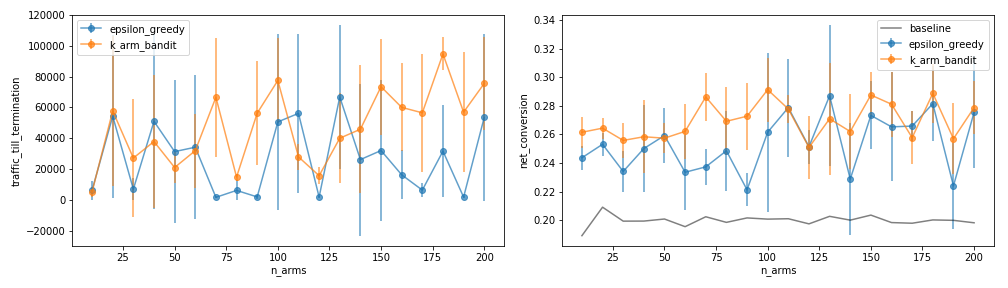 120000
100000
80000
60000
40000
20000
0
−20000
traffic_till_termination
epsilon_greedy
k_arm_bandit
25 50 75 100 125 150 175 200
n_arms
0.34
0.32
0.30
0.28
0.26
0.24
0.22
0.20
net_conversion
baseline
epsilon_greedy
k_arm_bandit
25 50 75 100 125 150 175 200
n_arms